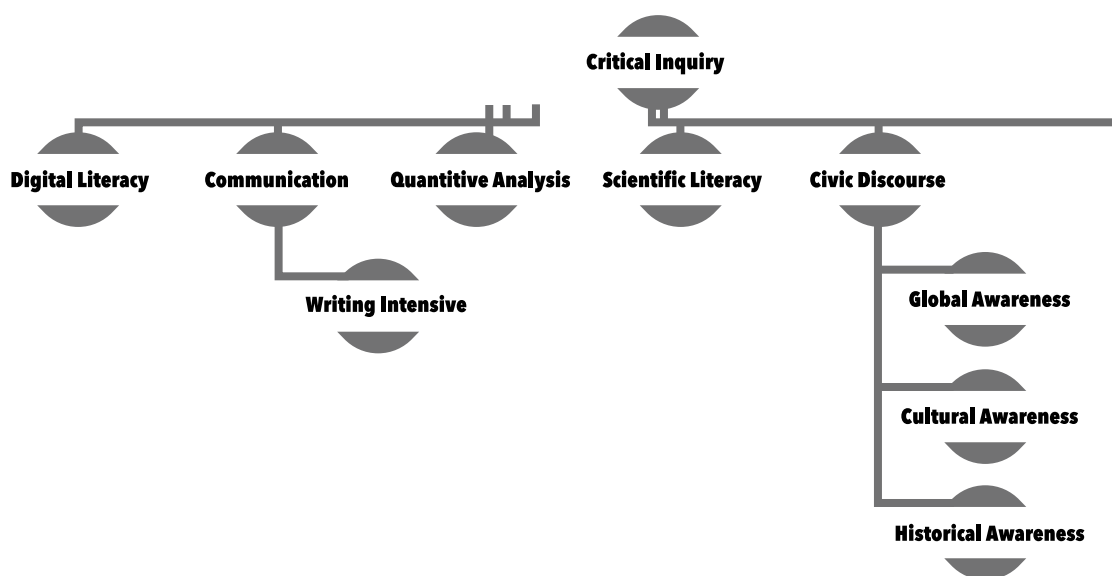 Critical Inquiry
Digital Literacy
Communication
Quantitive Analysis
Scientific Literacy
Civic Discourse
Writing Intensive
Global Awareness
Cultural Awareness
Historical Awareness